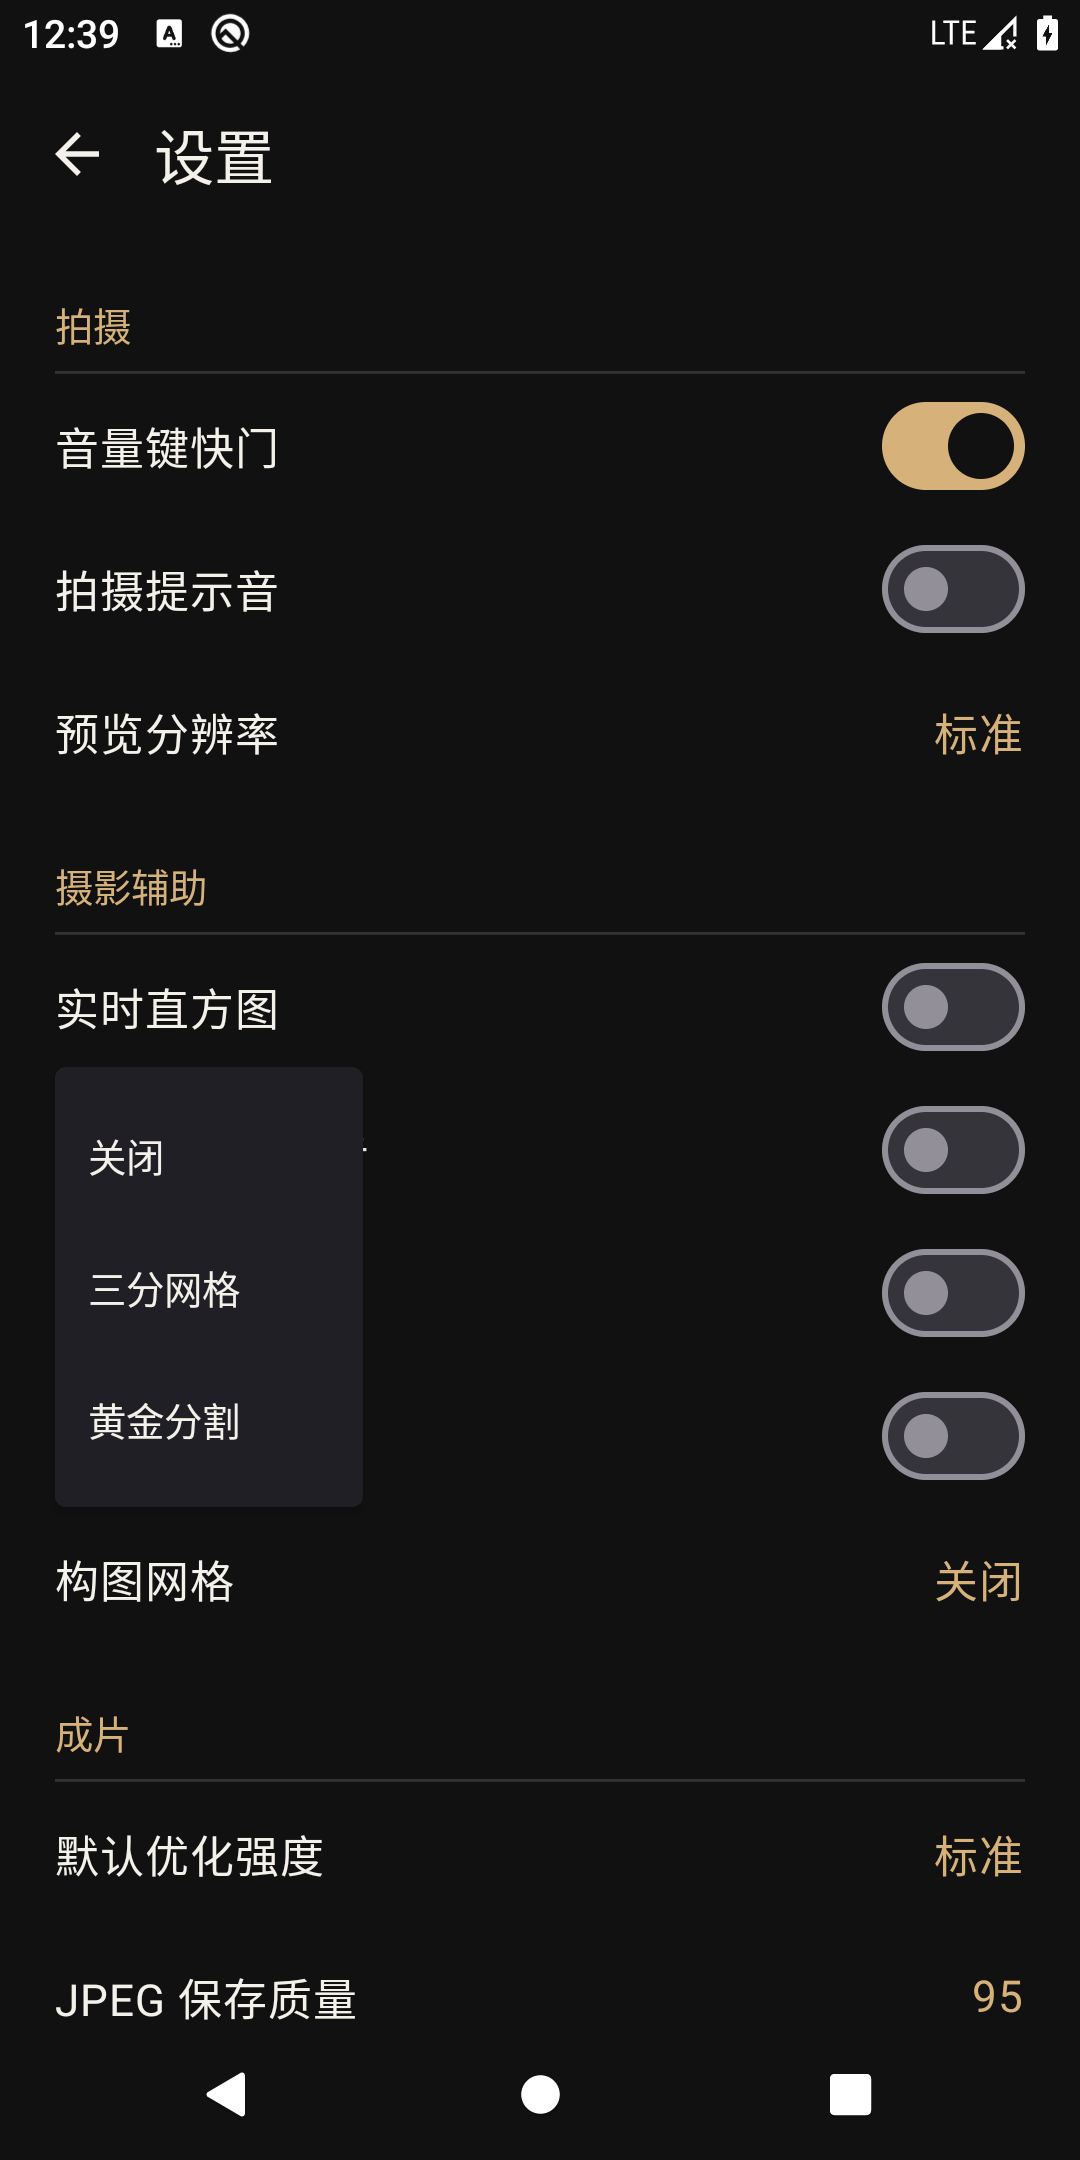 12:39
LTE
设置
拍摄
音量键快门
拍摄提示音
预览分辨率 标准
摄影辅助
实时直方图
关闭
三分网格
黄金分割
构图网格 关闭
成片
默认优化强度 标准
JPEG 保存质量 95